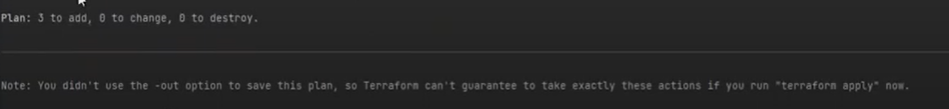 Plan: 3 to add, 0 to change, 0 to destroy.
Note: You didn't use the -out option to save this plan, so Terraform can't guarantee to take exactly these actions if you run "terraform apply" now.